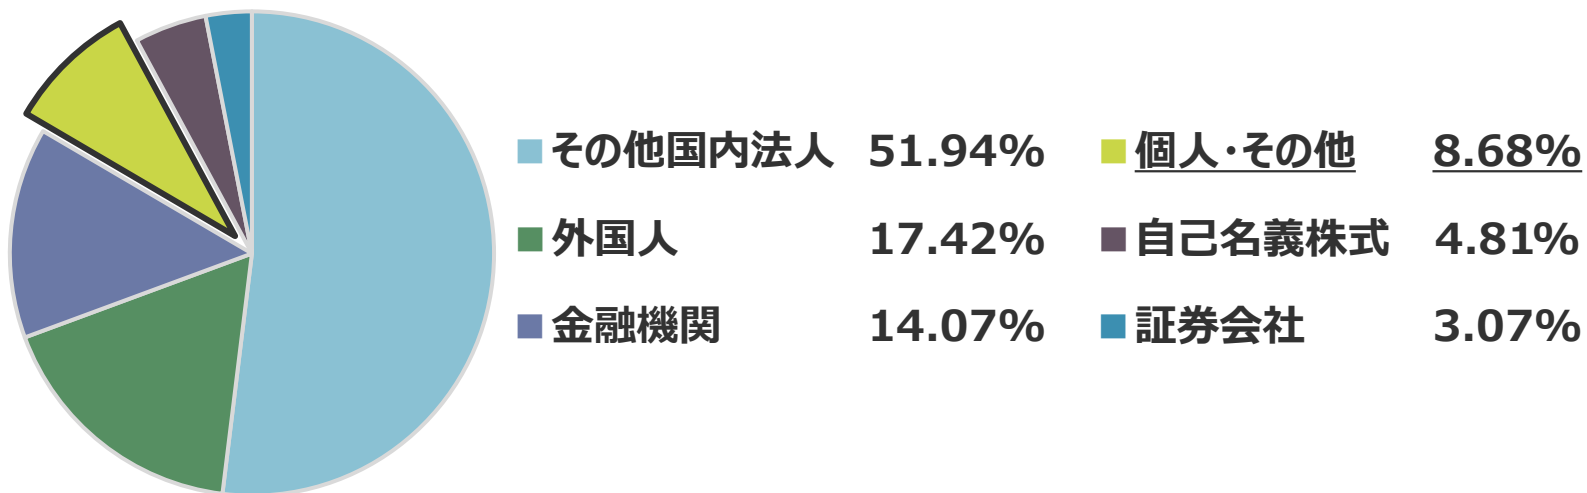 その他国内法人 51.94% 個人・その他 8.68%
外国人 17.42% 自己名義株式 4.81%
金融機関 14.07% 証券会社 3.07%